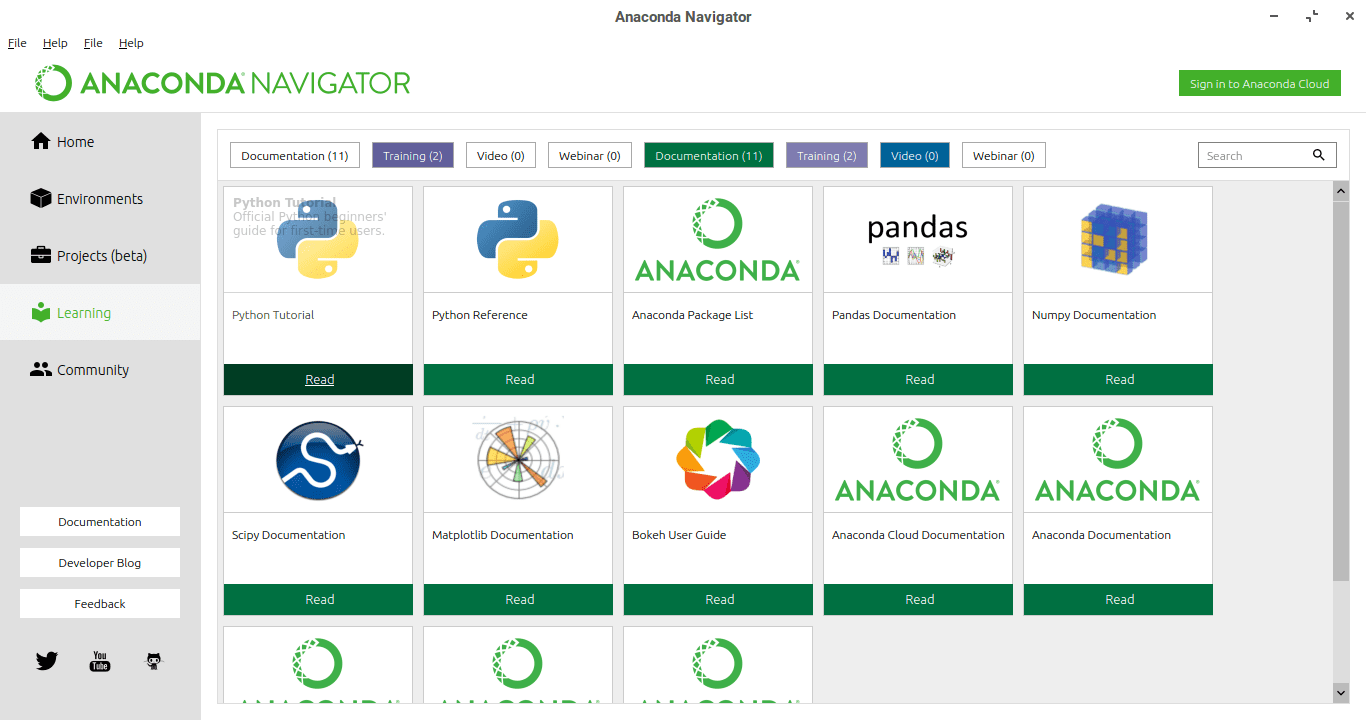 Anaconda Navigator
File Help File Help
ANACONDA NAVIGATOR
Sign in to Anaconda Cloud
Home
Environments
Projects (beta)
Learning
Community
Documentation
Developer Blog
Feedback
You
Tube
Documentation (11) Training (2) Video (0) Webinar (0) Documentation (11) Training (2) Video (0) Webinar (0) Search
Python Tutorial
Official Python beginners'
guide for first-time users.
Python Tutorial
Read
Python Reference
Read
ANACONDA
Anaconda Package List
Read
pandas
Pandas Documentation
Read
Numpy Documentation
Read
Scipy Documentation
Read
Matplotlib Documentation
Read
Bokeh User Guide
Read
ANACONDA
Anaconda Cloud Documentation
Read
ANACONDA
Anaconda Documentation
Read